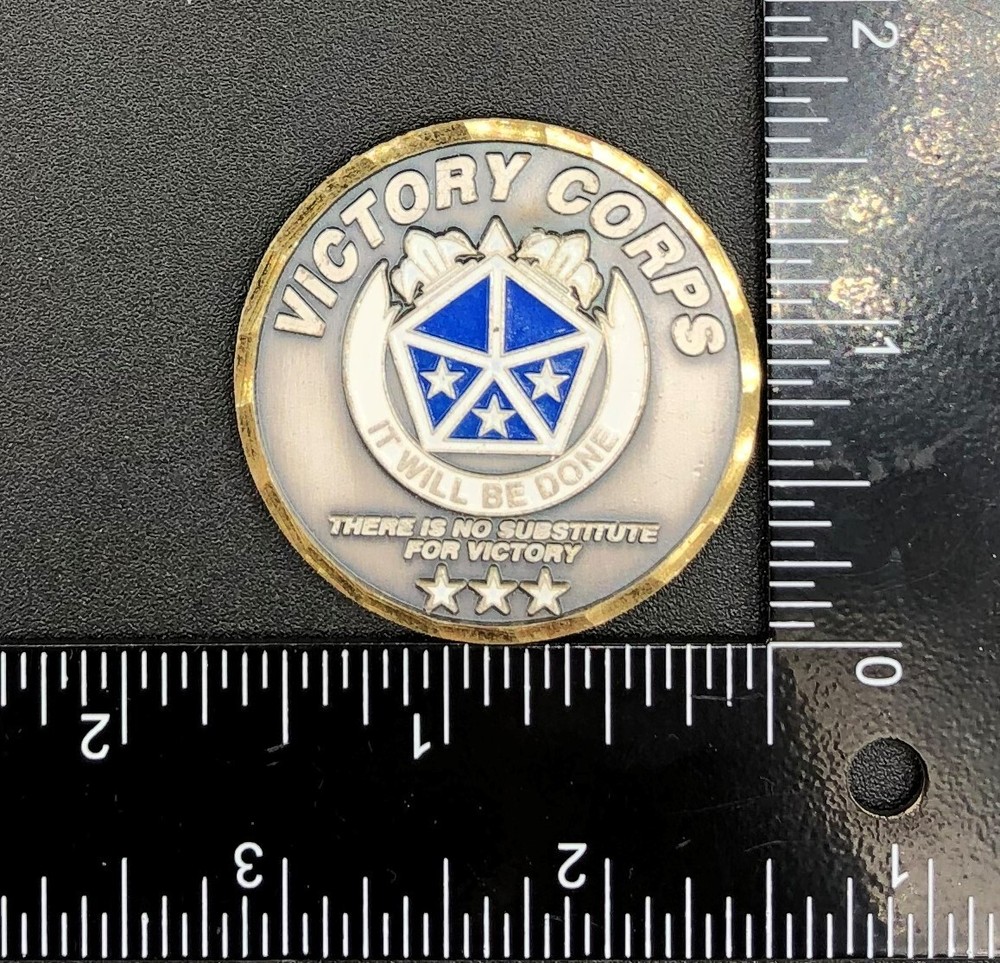 VICTORY CORPS
IT WILL BE DONE
THERE IS NO SUBSTITUTE
FOR VICTORY
2
1
0
2
1
3
2
1